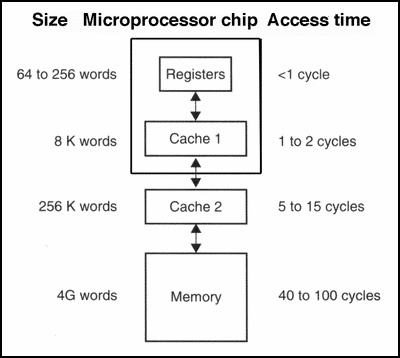 Size Microprocessor chip Access time
64 to 256 words Registers <1 cycle
8 K words Cache 1 1 to 2 cycles
256 K words Cache 2 5 to 15 cycles
4G words Memory 40 to 100 cycles